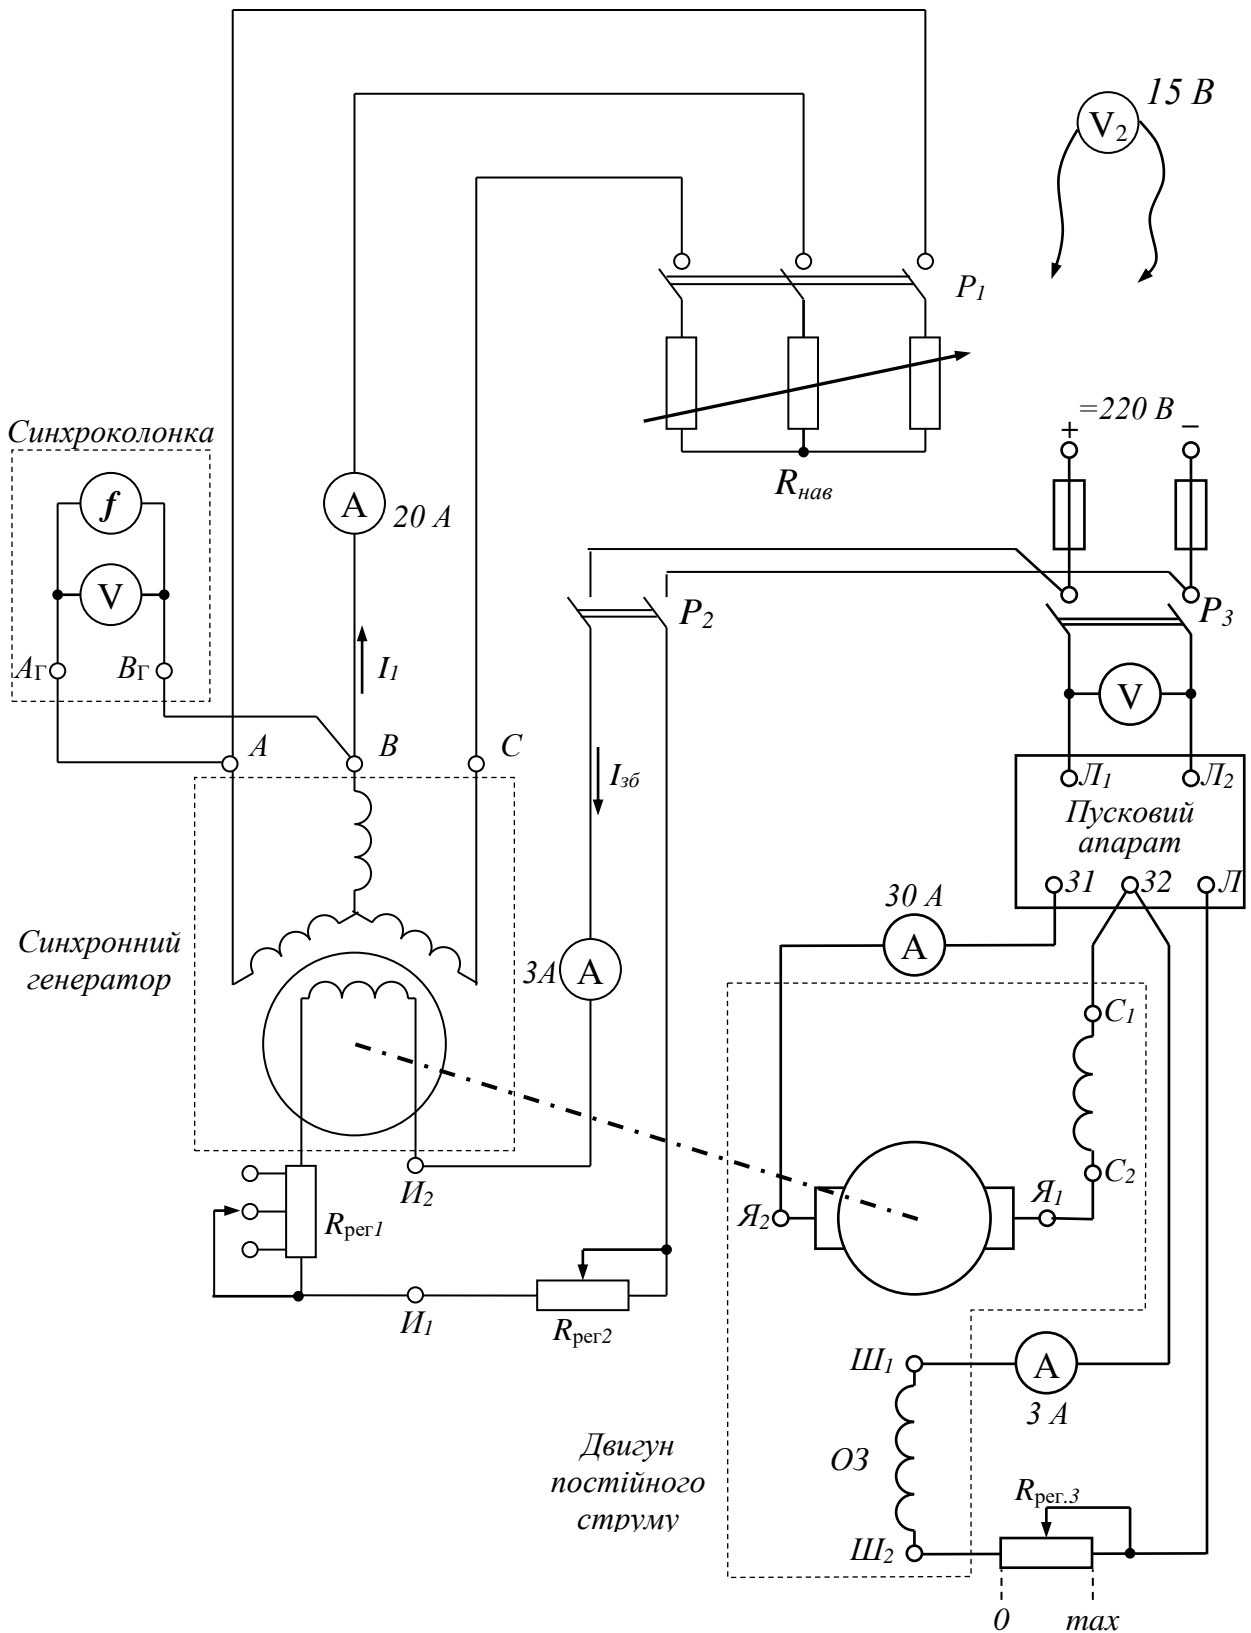 15 В
V2
P1
=220 В
+
–
Синхроколонка
f
A
20 А
Rнав
V
P2
P3
AГ
BГ
I1
V
A
B
C
Iзб
Л1
Л2
Пусковий
апарат
31
32
Л
30 А
A
Синхронний
генератор
3А
A
C1
C2
И2
Я2
Я1
Rрег1
И1
Rрег2
Ш1
A
3 А
Двигун
постійного
струму
ОЗ
Rрег.3
Ш2
0
max